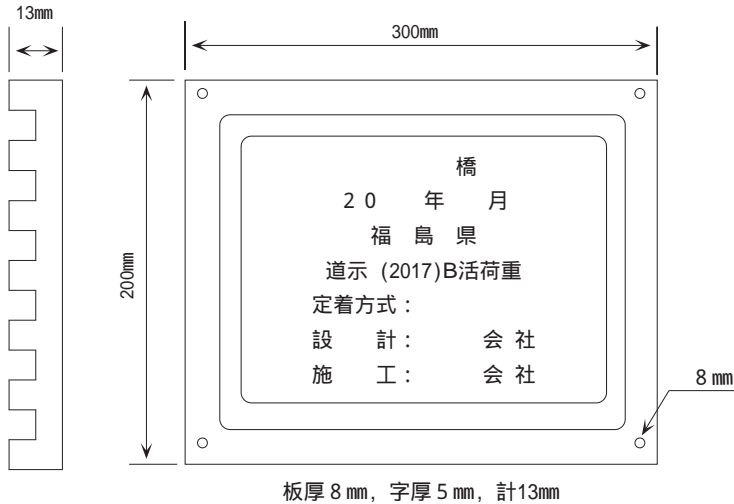 13㎜
300㎜
200㎜
橋
２０　　年　　月
福　島　県
道示 (2017)B活荷重
定着方式：
設　　計：　　　会 社
施　　工：　　　会 社
8 ㎜
板厚 8 ㎜，字厚 5 ㎜，計13㎜